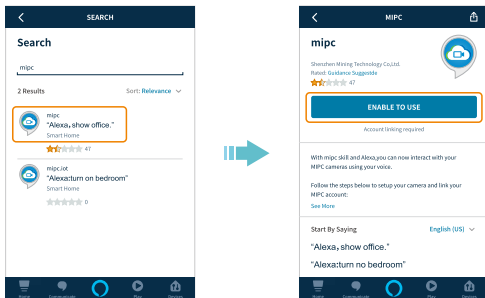 SEARCH
Search
mipc
2 Results
Sort: Relevance
mipc
“Alexa, show office.”
Smart Home
47
mipc.iot
“Alexa:turn on bedroom”
Smart Home
0
Home Communicate Play Devices
MIPC
mipc
Shenzhen Mining Technology Co,Ltd.
Rated: Guidance Suggestde
47
ENABLE TO USE
Account linking required
With mipc skill and Alexa,you can now interact with your
MIPC cameras using your voice.
Follow the steps below to setup your camera and link your
MIPC account:
See More
Start By Saying
English (US)
“Alexa, show office.”
“Alexa:turn no bedroom”
Home Communicate Play Devices